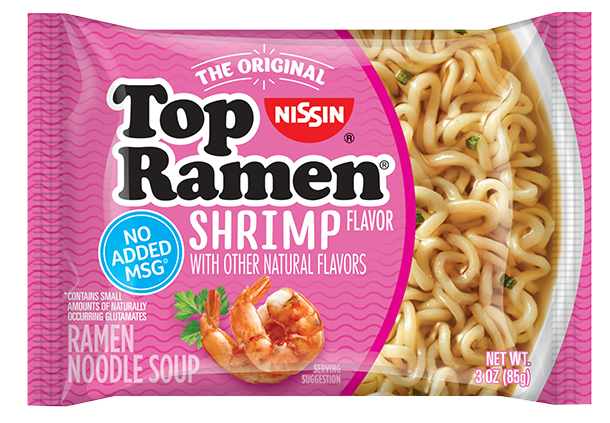 THE ORIGINAL
NISSIN
®
Top
Ramen®
SHRIMP FLAVOR
WITH OTHER NATURAL FLAVORS
NO
ADDED
MSG*
*CONTAINS SMALL
AMOUNTS OF NATURALLY
OCCURRING GLUTAMATES
RAMEN
NOODLE SOUP
SERVING
SUGGESTION
NET WT.
3 OZ (85g)